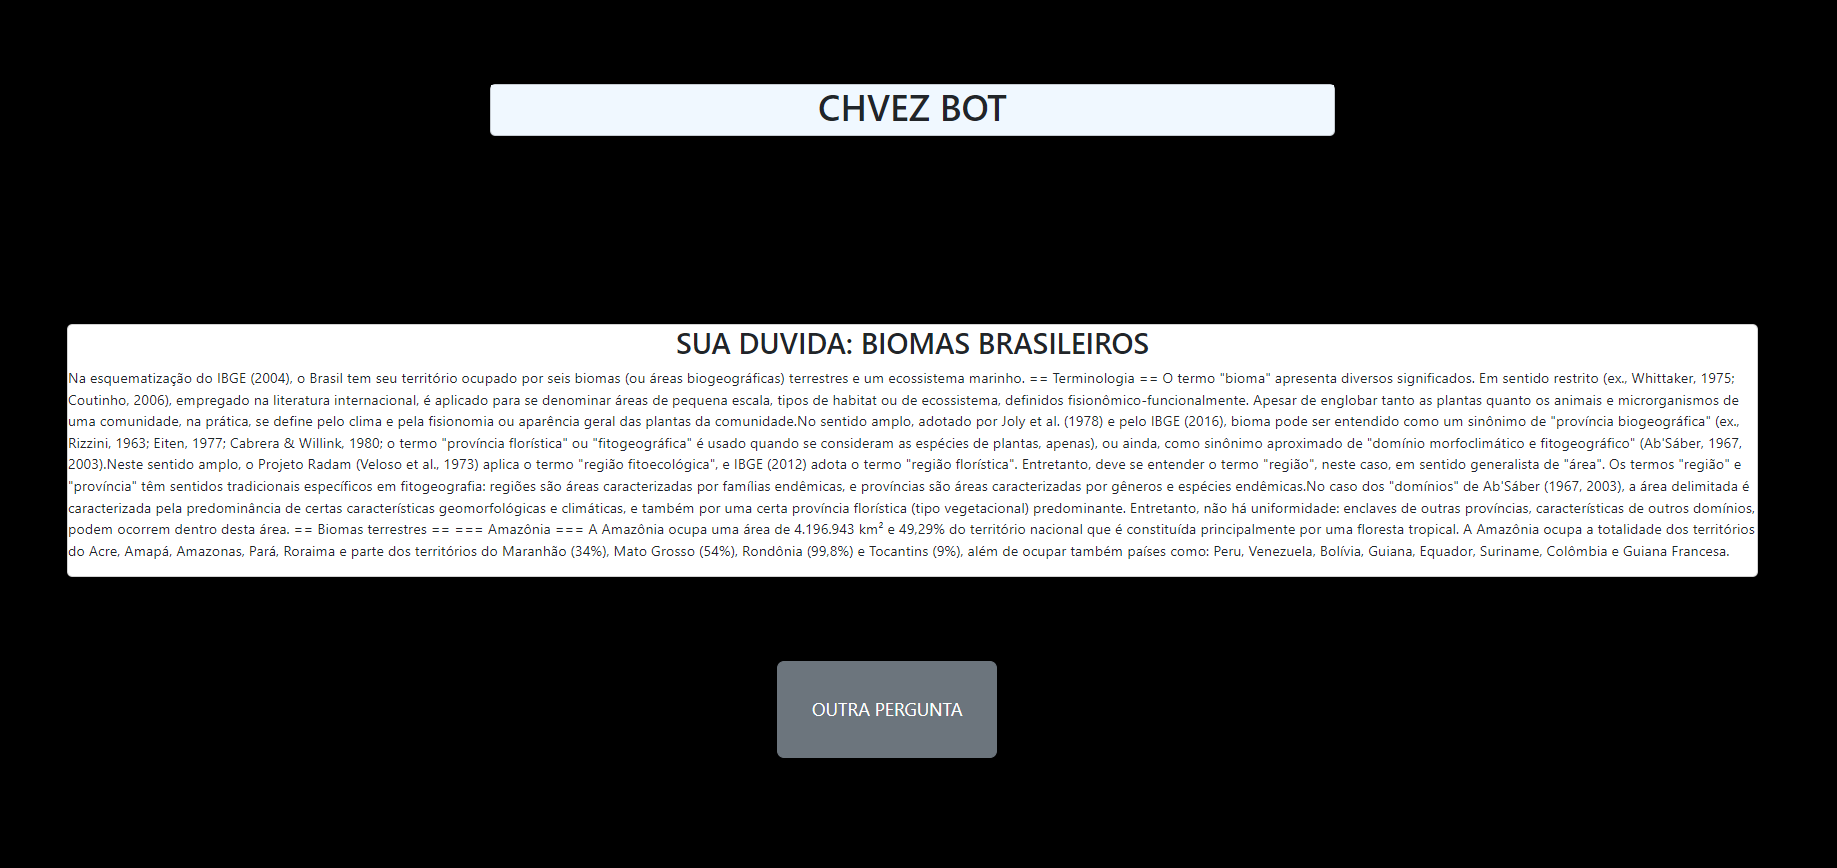 CHVEZ BOT
SUA DUVIDA: BIOMAS BRASILEIROS
Na esquematização do IBGE (2004), o Brasil tem seu território ocupado por seis biomas (ou áreas biogeográficas) terrestres e um ecossistema marinho. == Terminologia == O termo "bioma" apresenta diversos significados. Em sentido restrito (ex., Whittaker, 1975;
Coutinho, 2006), empregado na literatura internacional, é aplicado para se denominar áreas de pequena escala, tipos de habitat ou de ecossistema, definidos fisionômico-funcionalmente. Apesar de englobar tanto as plantas quanto os animais e microrganismos de
uma comunidade, na prática, se define pelo clima e pela fisionomia ou aparência geral das plantas da comunidade.No sentido amplo, adotado por Joly et al. (1978) e pelo IBGE (2016), bioma pode ser entendido como um sinônimo de "província biogeográfica" (ex.,
Rizzini, 1963; Eiten, 1977; Cabrera & Willink, 1980; o termo "província florística" ou "fitogeográfica" é usado quando se consideram as espécies de plantas, apenas), ou ainda, como sinônimo aproximado de "domínio morfoclimático e fitogeográfico" (Ab'Sáber, 1967,
2003).Neste sentido amplo, o Projeto Radam (Veloso et al., 1973) aplica o termo "região fitoecológica", e IBGE (2012) adota o termo "região florística". Entretanto, deve se entender o termo "região", neste caso, em sentido generalista de "área". Os termos "região" e
"província" têm sentidos tradicionais específicos em fitogeografia: regiões são áreas caracterizadas por famílias endêmicas, e províncias são áreas caracterizadas por gêneros e espécies endêmicas.No caso dos "domínios" de Ab'Sáber (1967, 2003), a área delimitada é
caracterizada pela predominância de certas características geomorfológicas e climáticas, e também por uma certa província florística (tipo vegetacional) predominante. Entretanto, não há uniformidade: enclaves de outras províncias, características de outros domínios,
podem ocorrem dentro desta área. == Biomas terrestres == === Amazônia === A Amazônia ocupa uma área de 4.196.943 km² e 49,29% do território nacional que é constituída principalmente por uma floresta tropical. A Amazônia ocupa a totalidade dos territórios
do Acre, Amapá, Amazonas, Pará, Roraima e parte dos territórios do Maranhão (34%), Mato Grosso (54%), Rondônia (99,8%) e Tocantins (9%), além de ocupar também países como: Peru, Venezuela, Bolívia, Guiana, Equador, Suriname, Colômbia e Guiana Francesa.
OUTRA PERGUNTA